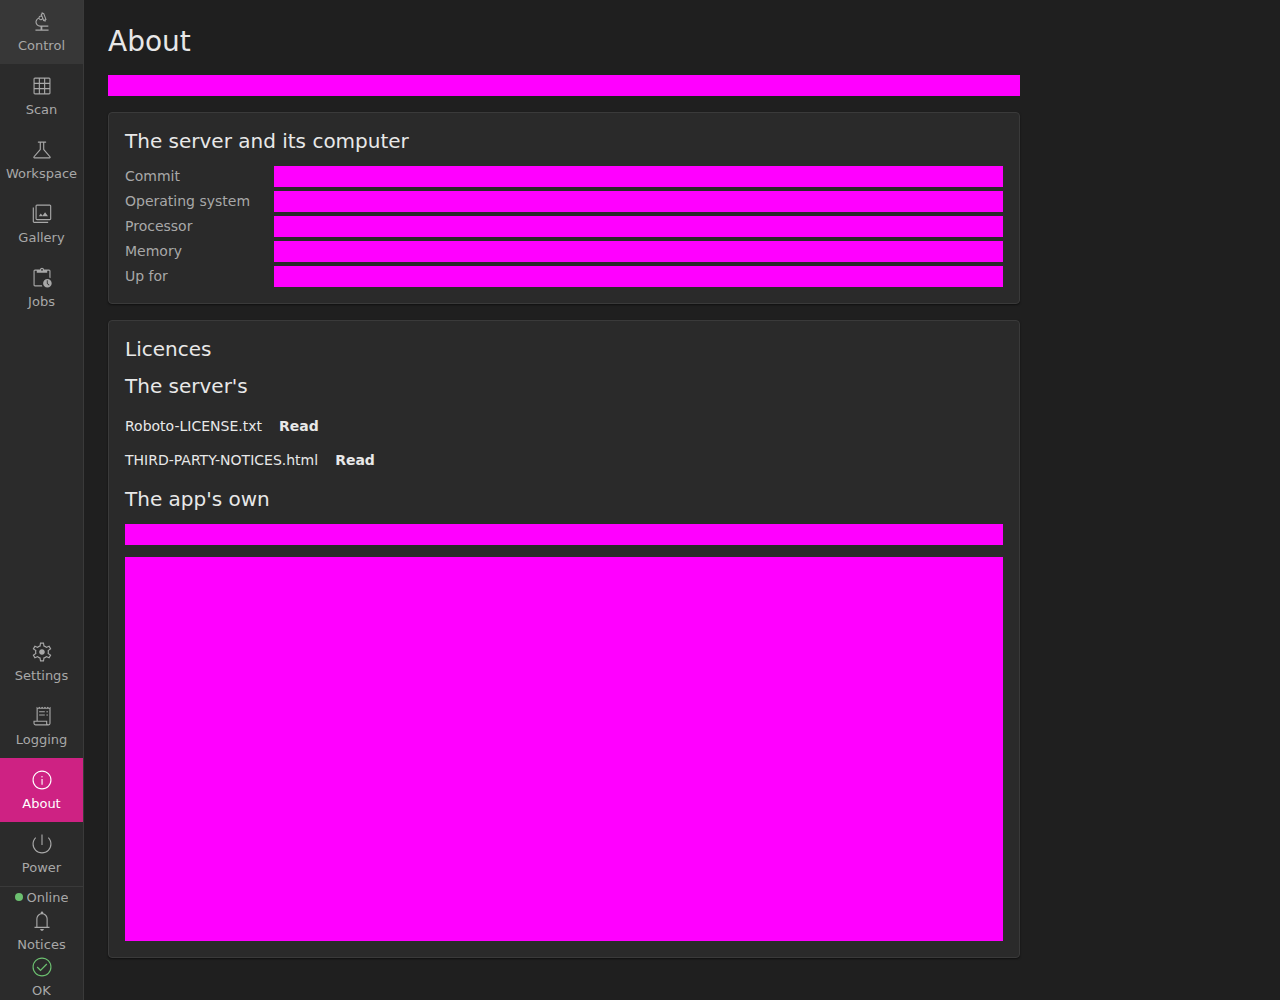 Control
Scan
Workspace
Gallery
Jobs
Settings
Logging
About
Power
Online
Notices
OK
About
The server and its computer
Commit
Operating system
Processor
Memory
Up for
Licences
The server's
Roboto-LICENSE.txt Read
THIRD-PARTY-NOTICES.html Read
The app's own